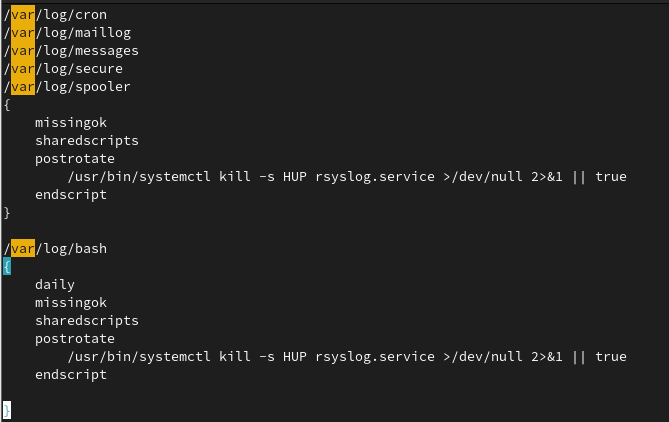 /var/log/cron
/var/log/maillog
/var/log/messages
/var/log/secure
/var/log/spooler
{
    missingok
    sharedscripts
    postrotate
        /usr/bin/systemctl kill -s HUP rsyslog.service >/dev/null 2>&1 || true
    endscript
}

/var/log/bash
{
    daily
    missingok
    sharedscripts
    postrotate
        /usr/bin/systemctl kill -s HUP rsyslog.service >/dev/null 2>&1 || true
    endscript

}